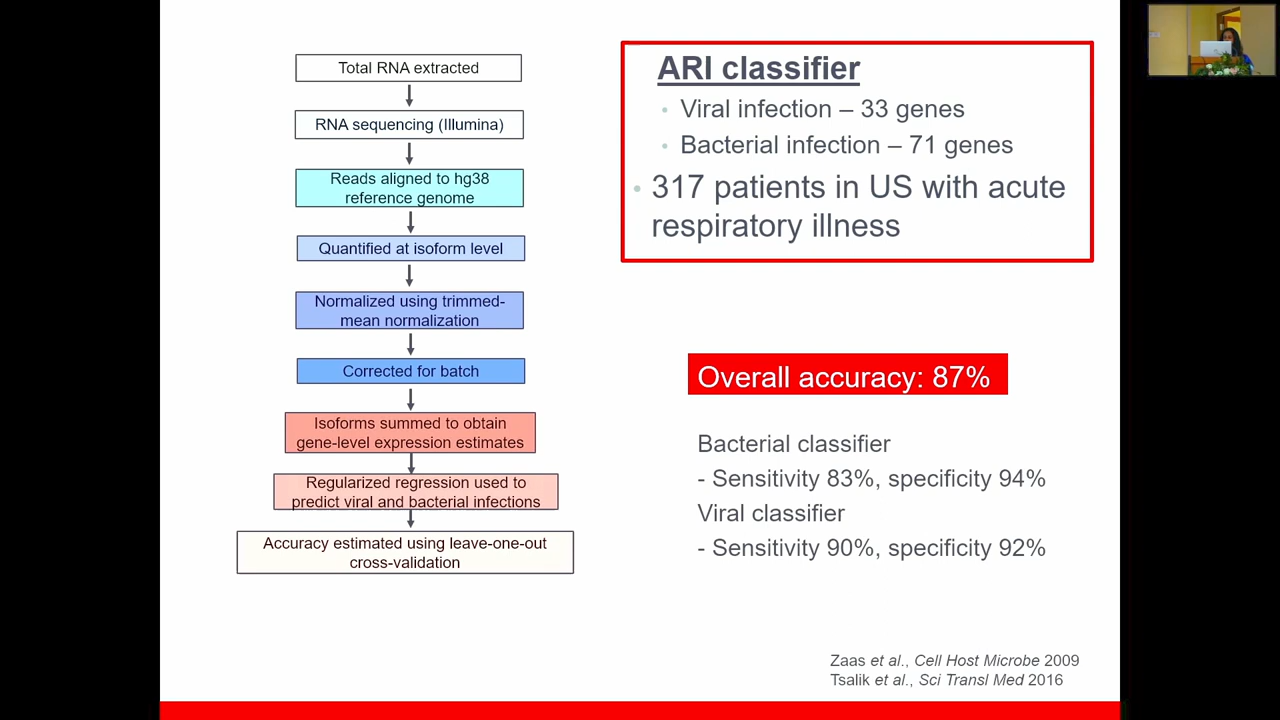 Total RNA extracted
RNA sequencing (Illumina)
Reads aligned to hg38
reference genome
Quantified at isoform level
Normalized using trimmed-
mean normalization
Corrected for batch
Isoforms summed to obtain
gene-level expression estimates
Regularized regression used to
predict viral and bacterial infections
Accuracy estimated using leave-one-out
cross-validation
ARI classifier
• Viral infection – 33 genes
• Bacterial infection – 71 genes
• 317 patients in US with acute
respiratory illness
Overall accuracy: 87%
Bacterial classifier
- Sensitivity 83%, specificity 94%
Viral classifier
- Sensitivity 90%, specificity 92%
Zaas et al., Cell Host Microbe 2009
Tsalik et al., Sci Transl Med 2016